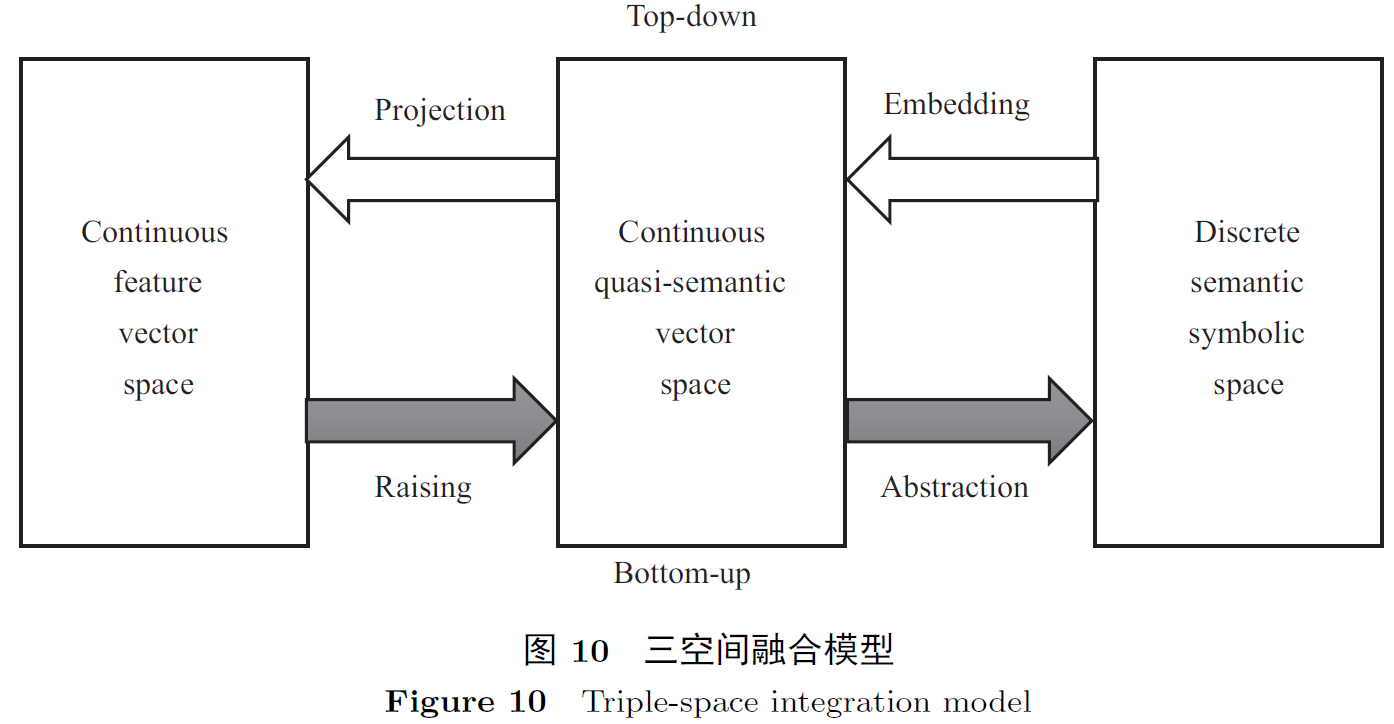 Top-down
Projection
Embedding
Continuous
feature
vector
space
Continuous
quasi-semantic
vector
space
Discrete
semantic
symbolic
space
Raising
Abstraction
Bottom-up
图 10 三空间融合模型
Figure 10 Triple-space integration model